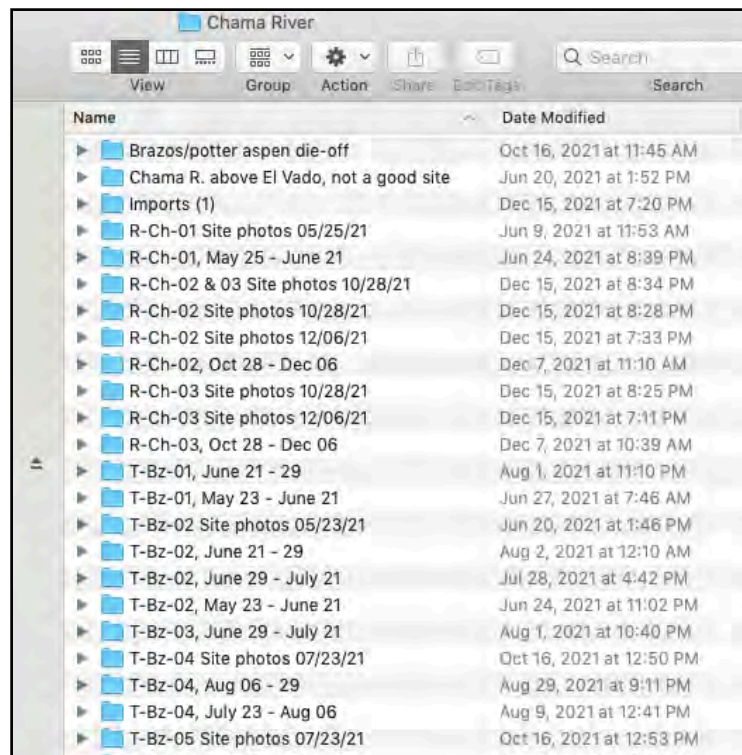 Chama River
View Group Action Share Edit Tags Search
Search
Name Date Modified
Brazos/potter aspen die-off Oct 16, 2021 at 11:45 AM
Chama R. above El Vado, not a good site Jun 20, 2021 at 1:52 PM
Imports (1) Dec 15, 2021 at 7:20 PM
R-Ch-01 Site photos 05/25/21 Jun 9, 2021 at 11:53 AM
R-Ch-01, May 25 - June 21 Jun 24, 2021 at 8:39 PM
R-Ch-02 & 03 Site photos 10/28/21 Dec 15, 2021 at 8:34 PM
R-Ch-02 Site photos 10/28/21 Dec 15, 2021 at 8:28 PM
R-Ch-02 Site photos 12/06/21 Dec 15, 2021 at 7:33 PM
R-Ch-02, Oct 28 - Dec 06 Dec 7, 2021 at 11:10 AM
R-Ch-03 Site photos 10/28/21 Dec 15, 2021 at 8:25 PM
R-Ch-03 Site photos 12/06/21 Dec 15, 2021 at 7:11 PM
R-Ch-03, Oct 28 - Dec 06 Dec 7, 2021 at 10:39 AM
T-Bz-01, June 21 - 29 Aug 1, 2021 at 11:10 PM
T-Bz-01, May 23 - June 21 Jun 27, 2021 at 7:46 AM
T-Bz-02 Site photos 05/23/21 Jun 20, 2021 at 1:46 PM
T-Bz-02, June 21 - 29 Aug 2, 2021 at 12:10 AM
T-Bz-02, June 29 - July 21 Jul 28, 2021 at 4:42 PM
T-Bz-02, May 23 - June 21 Jun 24, 2021 at 11:02 PM
T-Bz-03, June 29 - July 21 Aug 1, 2021 at 10:40 PM
T-Bz-04 Site photos 07/23/21 Oct 16, 2021 at 12:50 PM
T-Bz-04, Aug 06 - 29 Aug 29, 2021 at 9:11 PM
T-Bz-04, July 23 - Aug 06 Aug 9, 2021 at 12:41 PM
T-Bz-05 Site photos 07/23/21 Oct 16, 2021 at 12:53 PM